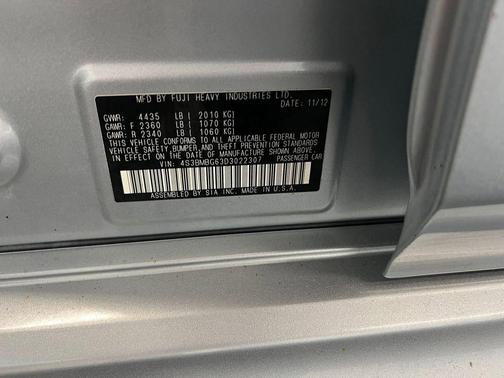 MFD BY FUJI HEAVY INDUSTRIES LTD.
DATE: 11/12
GVWR: 4435 LB [ 2010 KG]
GAWR: F 2360 LB [ 1070 KG]
GAWR: R 2340 LB [ 1060 KG]
THIS VEHICLE CONFORMS TO ALL APPLICABLE FEDERAL MOTOR
VEHICLE SAFETY, BUMPER, AND THEFT PREVENTION
STANDARDS IN EFFECT ON THE DATE OF
MANUFACTURE SHOWN ABOVE.
VIN: 4S3BMBG63D3022307 PASSENGER CAR
ASSEMBLED BY SIA INC. MADE IN U.S.A.